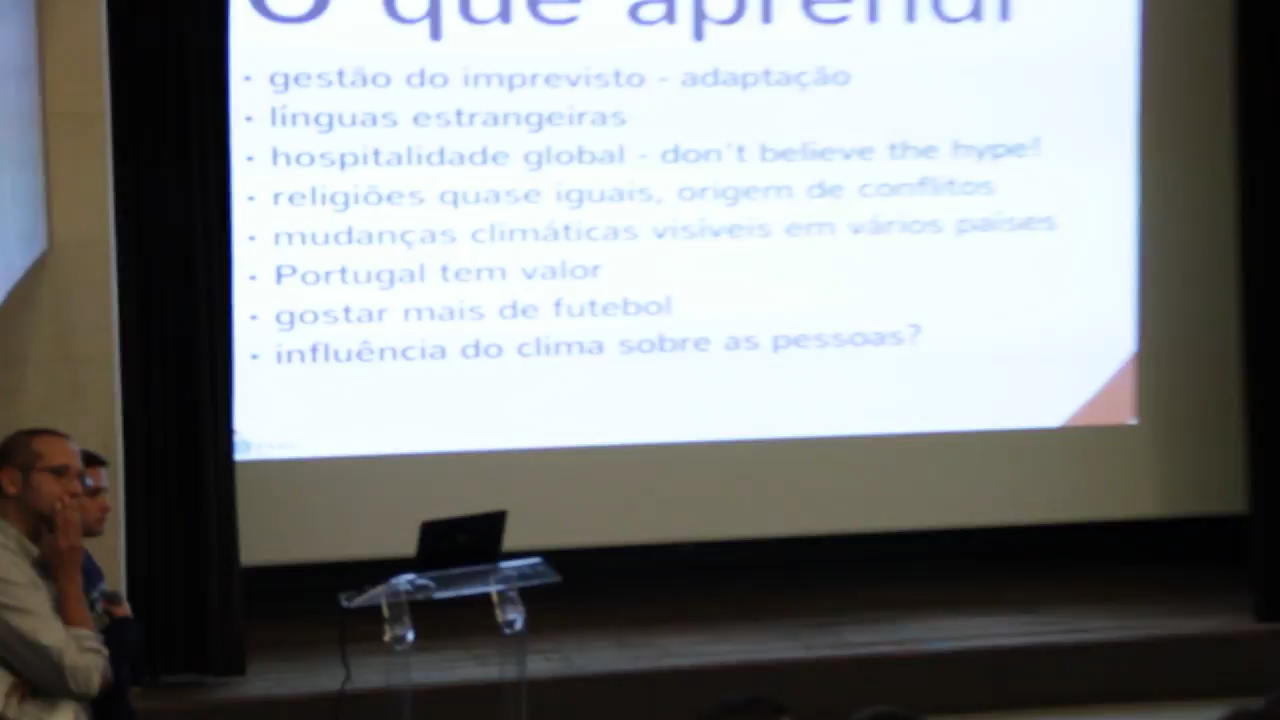 O que aprendi
• gestão do imprevisto - adaptação
• línguas estrangeiras
• hospitalidade global - don't believe the hype!
• religiões quase iguais, origem de conflitos
• mudanças climáticas visíveis em vários países
• Portugal tem valor
• gostar mais de futebol
• influência do clima sobre as pessoas?